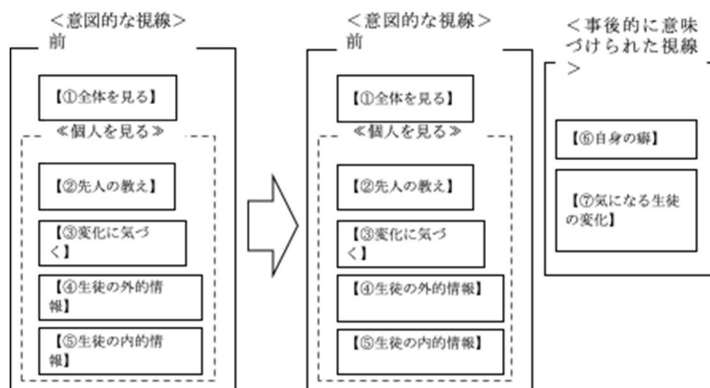 <意図的な視線>
前
【①全体を見る】
≪個人を見る≫
【②先人の教え】
【③変化に気づ
く】
【④生徒の外的情
報】
【⑤生徒の内的情
報】
<意図的な視線>
前
【①全体を見る】
≪個人を見る≫
【②先人の教え】
【③変化に気づ
く】
【④生徒の外的情報】
【⑤生徒の内的情報】
<事後的に意味
づけられた視線
>
【⑥自身の癖】
【⑦気になる生徒
の変化】